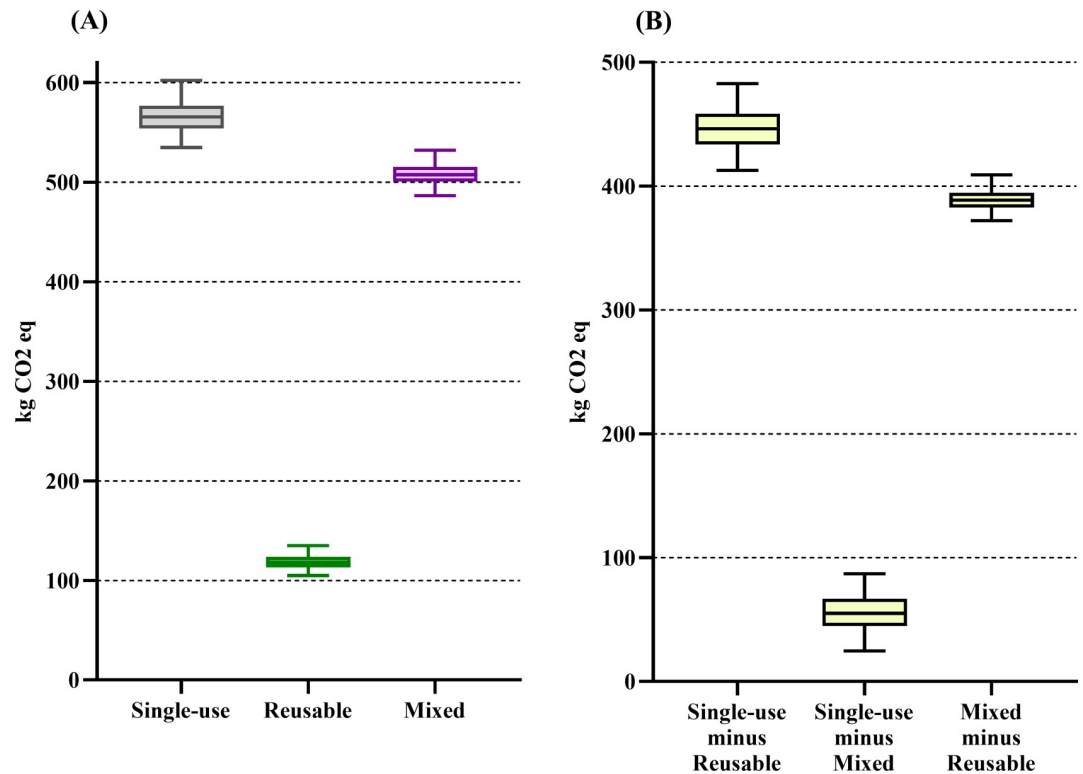 (A)
kg CO2 eq
600
500
400
300
200
100
0
Single-use
Reusable
Mixed
(B)
kg CO2 eq
500
400
300
200
100
0
Single-use
minus
Reusable
Single-use
minus
Mixed
Mixed
minus
Reusable